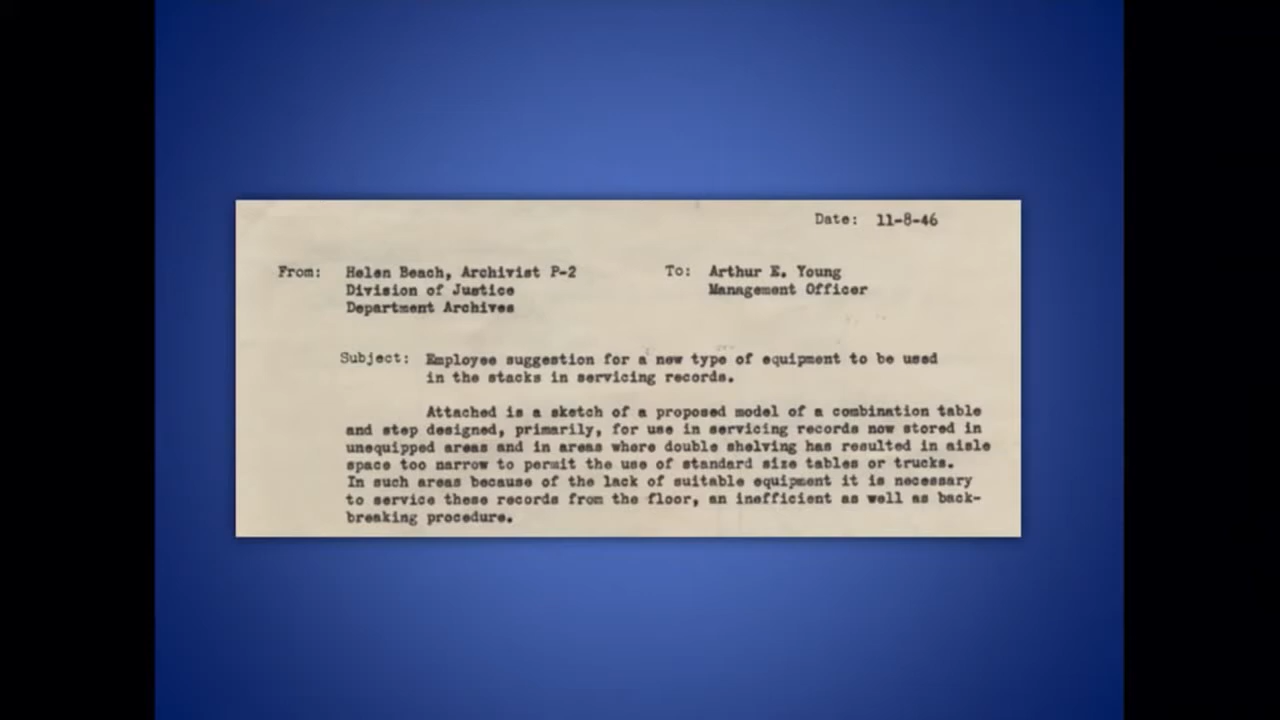 Date: 11-8-46
From: Helen Beach, Archivist P-2 To: Arthur E. Young
Division of Justice Management Officer
Department Archives
Subject: Employee suggestion for a new type of equipment to be used
in the stacks in servicing records.
Attached is a sketch of a proposed model of a combination table
and step designed, primarily, for use in servicing records now stored in
unequipped areas and in areas where double shelving has resulted in aisle
space too narrow to permit the use of standard size tables or trucks.
In such areas because of the lack of suitable equipment it is necessary
to service these records from the floor, an inefficient as well as back-
breaking procedure.